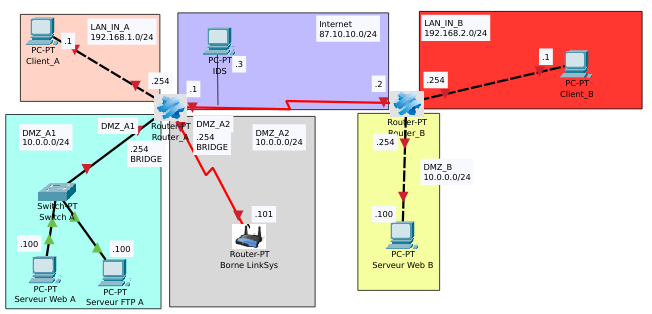 .1
PC-PT
Client_A
LAN_IN_A
192.168.1.0/24
.254
PC-PT
IDS
.3
Internet
87.10.10.0/24
.1
.2
LAN_IN_B
192.168.2.0/24
.254
.1
PC-PT
Client_B
Router-PT
Router_A
Router-PT
Router_B
DMZ_A1
10.0.0.0/24
DMZ_A1
.254
BRIDGE
DMZ_A2
.254
BRIDGE
DMZ_A2
10.0.0.0/24
.254
DMZ_B
10.0.0.0/24
Switch-PT
Switch A
.100
PC-PT
Serveur Web A
.100
PC-PT
Serveur FTP A
.101
Router-PT
Borne LinkSys
.100
PC-PT
Serveur Web B